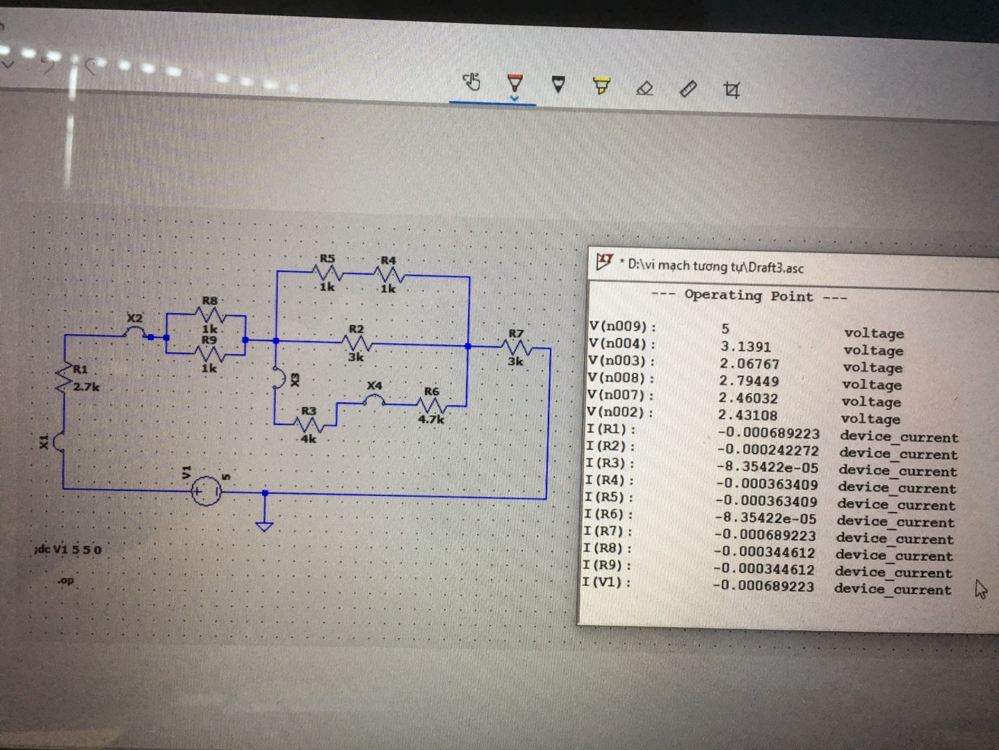 R5
R4
1k
1k
R8
1k
R9
1k
X2
R2
3k
R7
3k
R1
2.7k
X3
X4
R6
4.7k
R3
4k
X1
V1
5
;dc V1 5 5 0
.op
* D:\vi mạch tương tự\Draft3.asc
--- Operating Point ---
V(n009): 5 voltage
V(n004): 3.1391 voltage
V(n003): 2.06767 voltage
V(n008): 2.79449 voltage
V(n007): 2.46032 voltage
V(n002): 2.43108 voltage
I(R1): -0.000689223 device_current
I(R2): -0.000242272 device_current
I(R3): -8.35422e-05 device_current
I(R4): -0.000363409 device_current
I(R5): -0.000363409 device_current
I(R6): -8.35422e-05 device_current
I(R7): -0.000689223 device_current
I(R8): -0.000344612 device_current
I(R9): -0.000344612 device_current
I(V1): -0.000689223 device_current